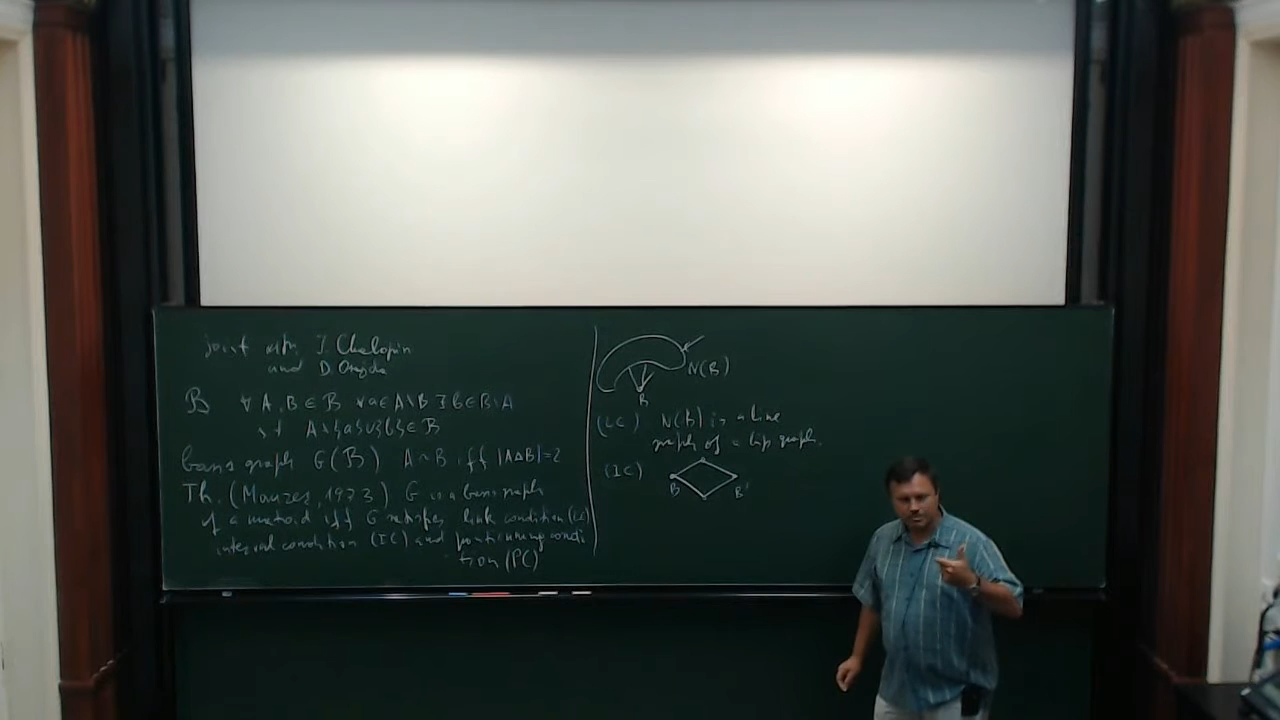 joint with J. Chalopin
and D. Osajda
B ∀ A, B ∈ B ∀ a ∈ A\B ∃ b ∈ B\A
s.t A\{a}∪{b} ∈ B
basis graph G(B) A ~ B iff |AΔB|=2
Th. (Maurer, 1973) G is a basis graph
of a matroid iff G satisfies link condition (LC)
interval condition (IC) and positioning condi
tion (PC)
N(B)
B
(LC) N(B) is a line
graph of a bip graph.
(IC)
B B'